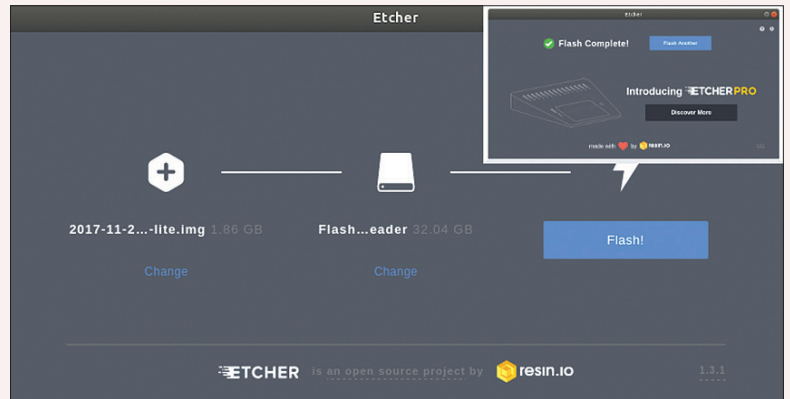 Etcher
2017-11-2...-lite.img 1.86 GB
Change
Flash...eader 32.04 GB
Change
Flash!
ETCHER is an open source project by resin.io
1.3.1
Etcher
Flash Complete!
Flash Another
Introducing ETCHER PRO
Discover More
made with by resin.io